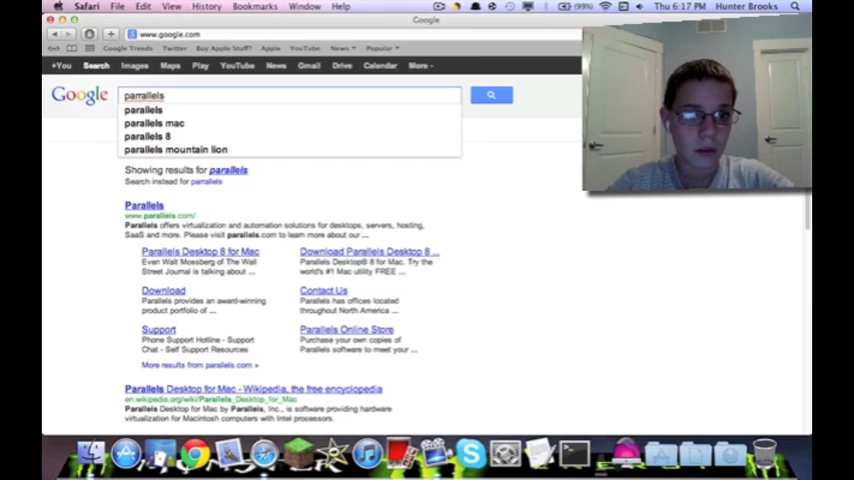 Safari File Edit View History Bookmarks Window Help (99%) Thu 6:17 PM Hunter Brooks
Google
www.google.com
Google Trends Twitter Buy Apple Stuff? Apple YouTube News Popular
+You Search Images Maps Play YouTube News Gmail Drive Calendar More
Google parrallels
parallels
parallels mac
parallels 8
parallels mountain lion
Showing results for parallels
Search instead for parrallels
Parallels
www.parallels.com/
Parallels offers virtualization and automation solutions for desktops, servers, hosting,
SaaS and more. Please visit parallels.com to learn more about our ...
Parallels Desktop 8 for Mac
Even Walt Mossberg of The Wall
Street Journal is talking about ...
Download Parallels Desktop 8 ...
Parallels Desktop® 8 for Mac. Try the
world's #1 Mac utility FREE ...
Download
Parallels provides an award-winning
product portfolio of ...
Contact Us
Parallels has offices located
throughout North America ...
Support
Phone Support Hotline - Support
Chat - Self Support Resources
Parallels Online Store
Purchase your own copies of
Parallels software to meet your ...
More results from parallels.com »
Parallels Desktop for Mac - Wikipedia, the free encyclopedia
en.wikipedia.org/wiki/Parallels_Desktop_for_Mac
Parallels Desktop for Mac by Parallels, Inc., is software providing hardware
virtualization for Macintosh computers with Intel processors.